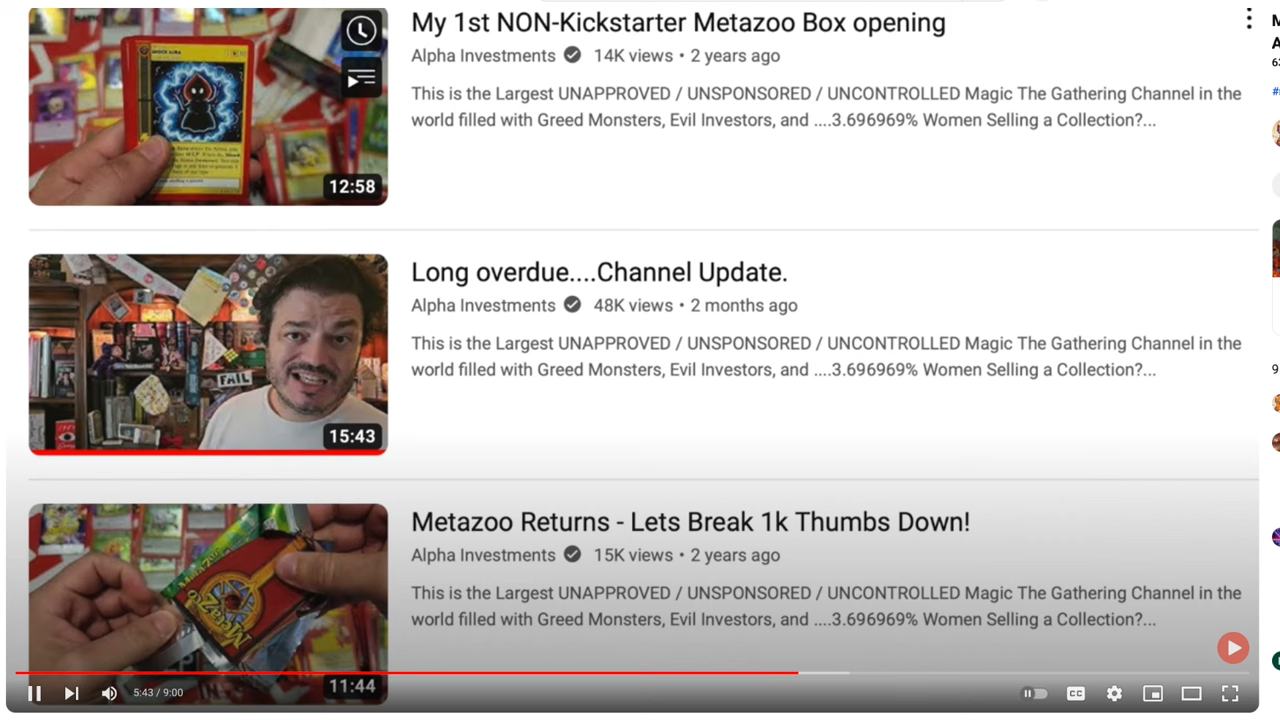 My 1st NON-Kickstarter Metazoo Box opening
Alpha Investments 14K views • 2 years ago
This is the Largest UNAPPROVED / UNSPONSORED / UNCONTROLLED Magic The Gathering Channel in the
world filled with Greed Monsters, Evil Investors, and ....3.696969% Women Selling a Collection?...
12:58
Long overdue....Channel Update.
Alpha Investments 48K views • 2 months ago
This is the Largest UNAPPROVED / UNSPONSORED / UNCONTROLLED Magic The Gathering Channel in the
world filled with Greed Monsters, Evil Investors, and ....3.696969% Women Selling a Collection?...
FAIL
15:43
Metazoo Returns - Lets Break 1k Thumbs Down!
Alpha Investments 15K views • 2 years ago
This is the Largest UNAPPROVED / UNSPONSORED / UNCONTROLLED Magic The Gathering Channel in the
world filled with Greed Monsters, Evil Investors, and ....3.696969% Women Selling a Collection?...
MetaZoo
11:44
5:43 / 9:00
CC